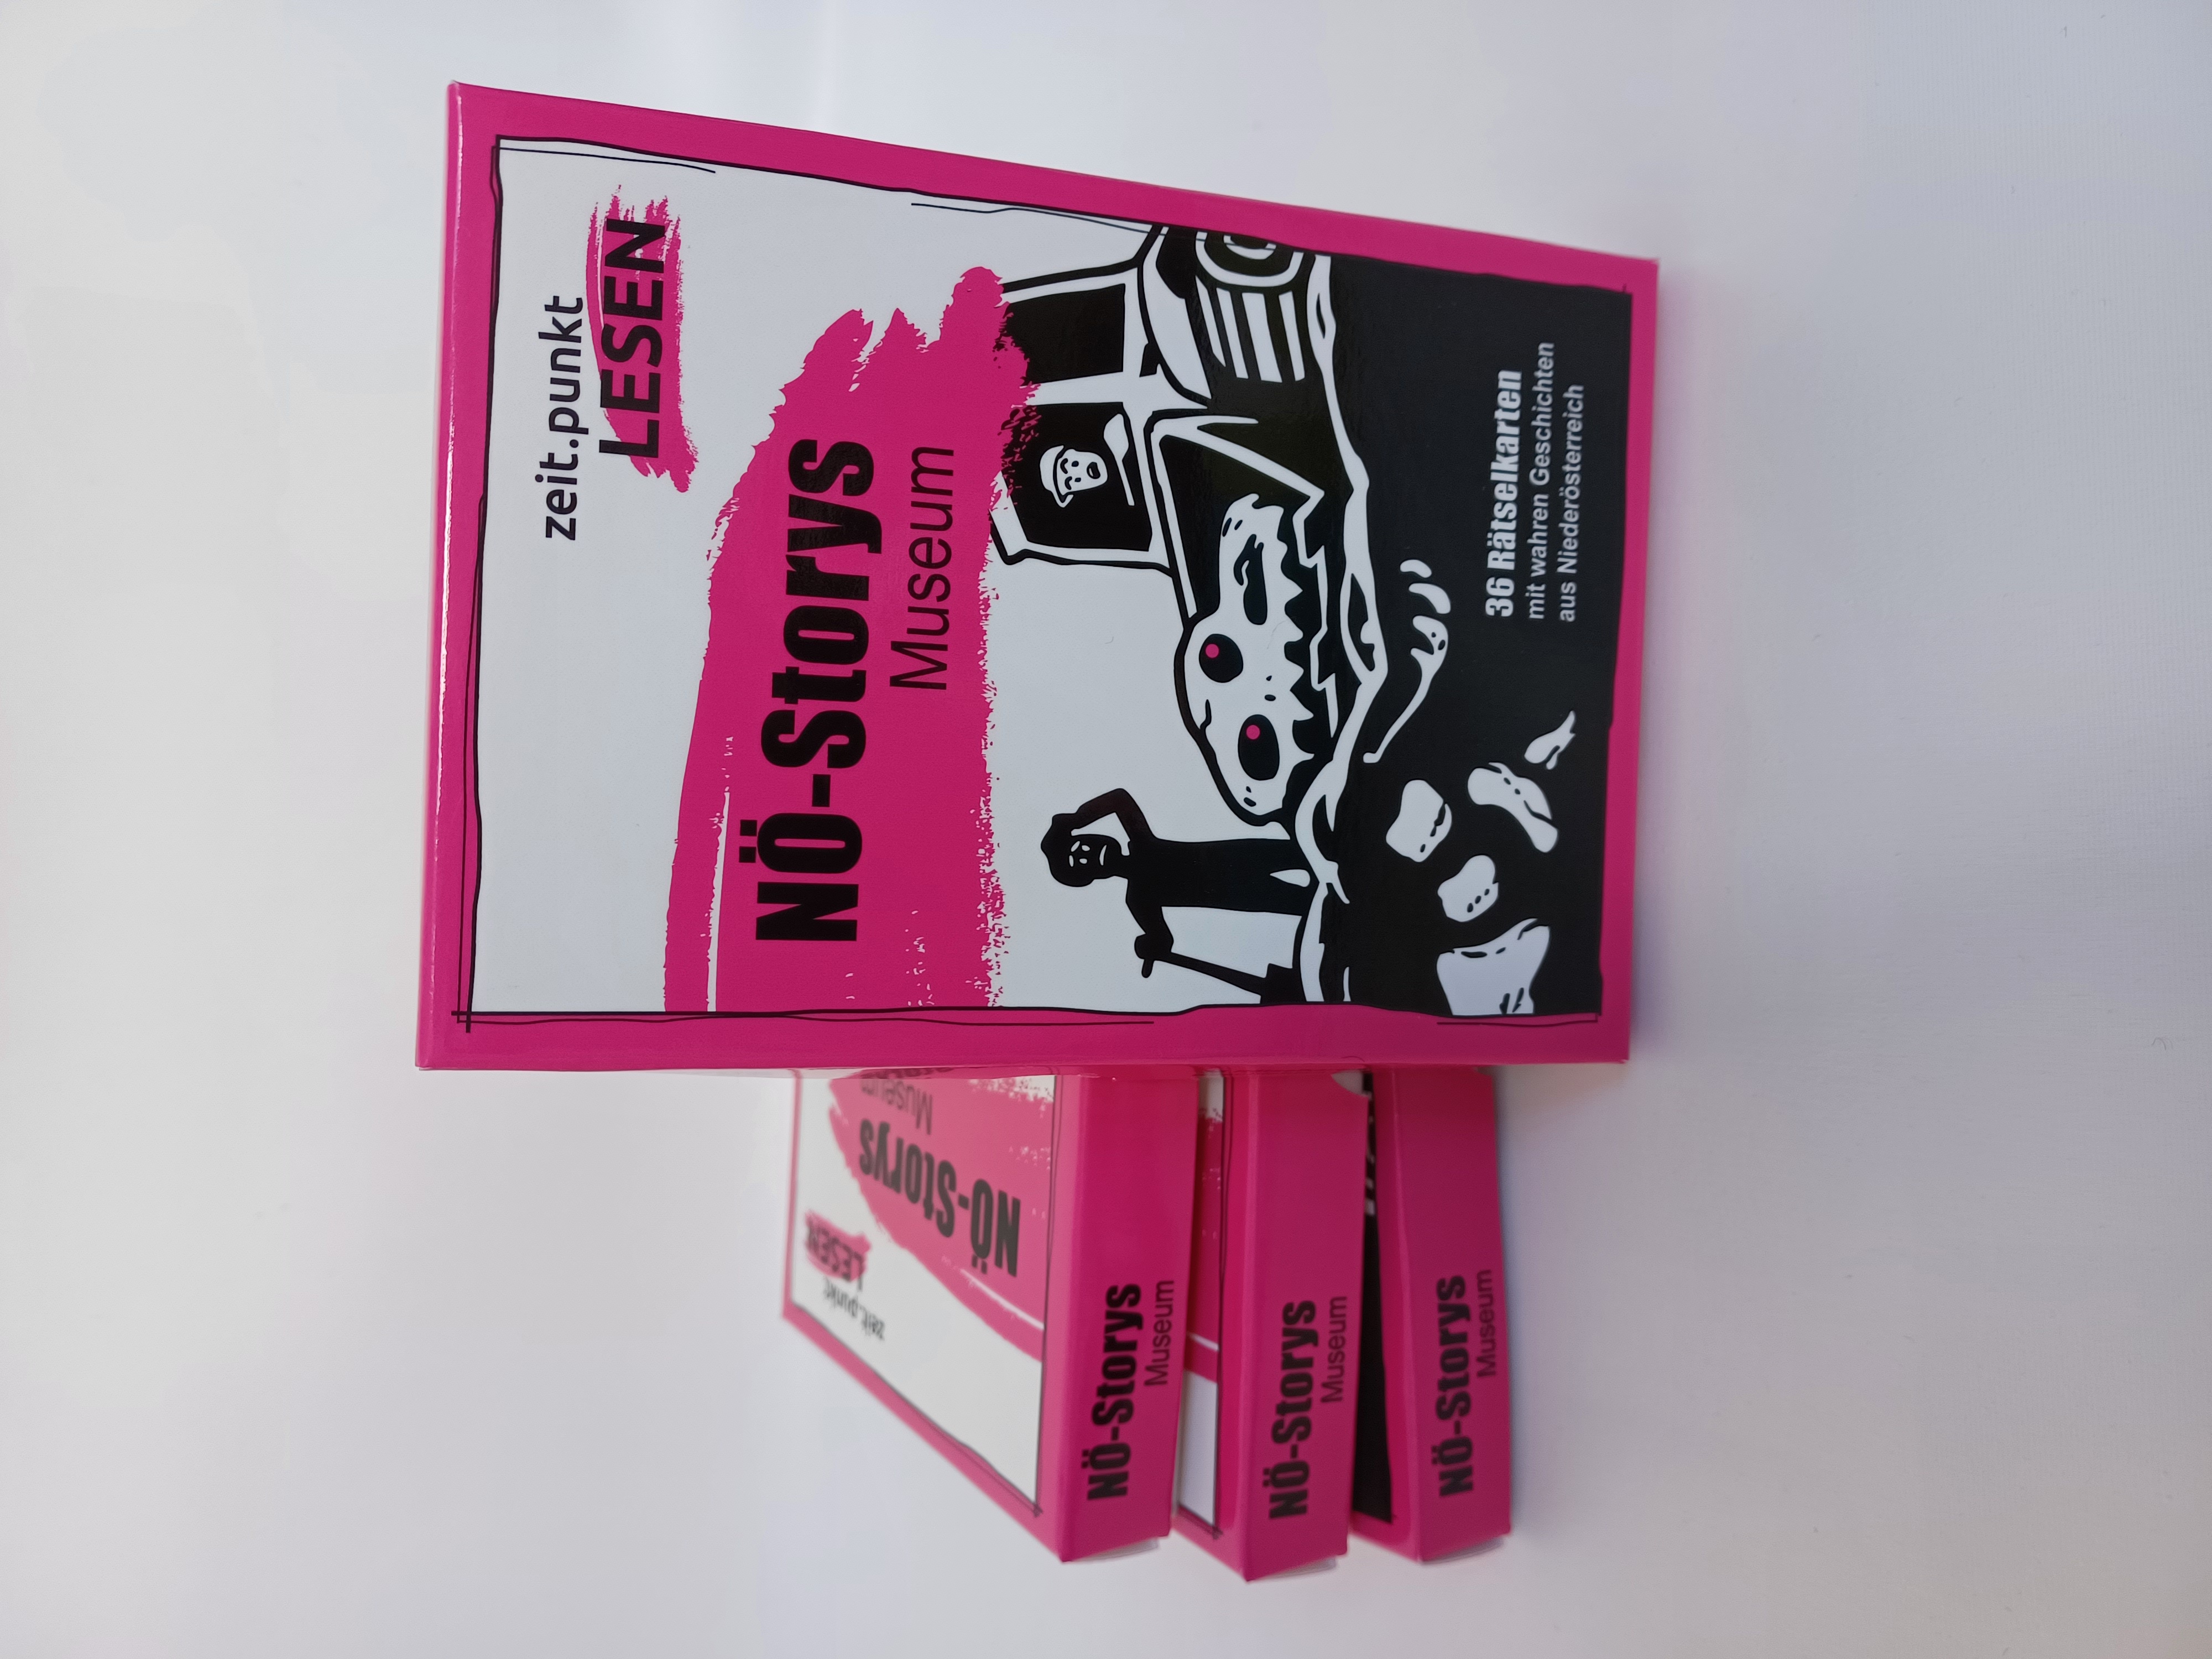 zeit.punkt
LESEN
NÖ-Storys
Museum
36 Rätselkarten
mit wahren Geschichten
aus Niederösterreich
zeit.punkt
LESEN
NÖ-Storys
Museum
NÖ-Storys
Museum
NÖ-Storys
Museum
NÖ-Storys
Museum